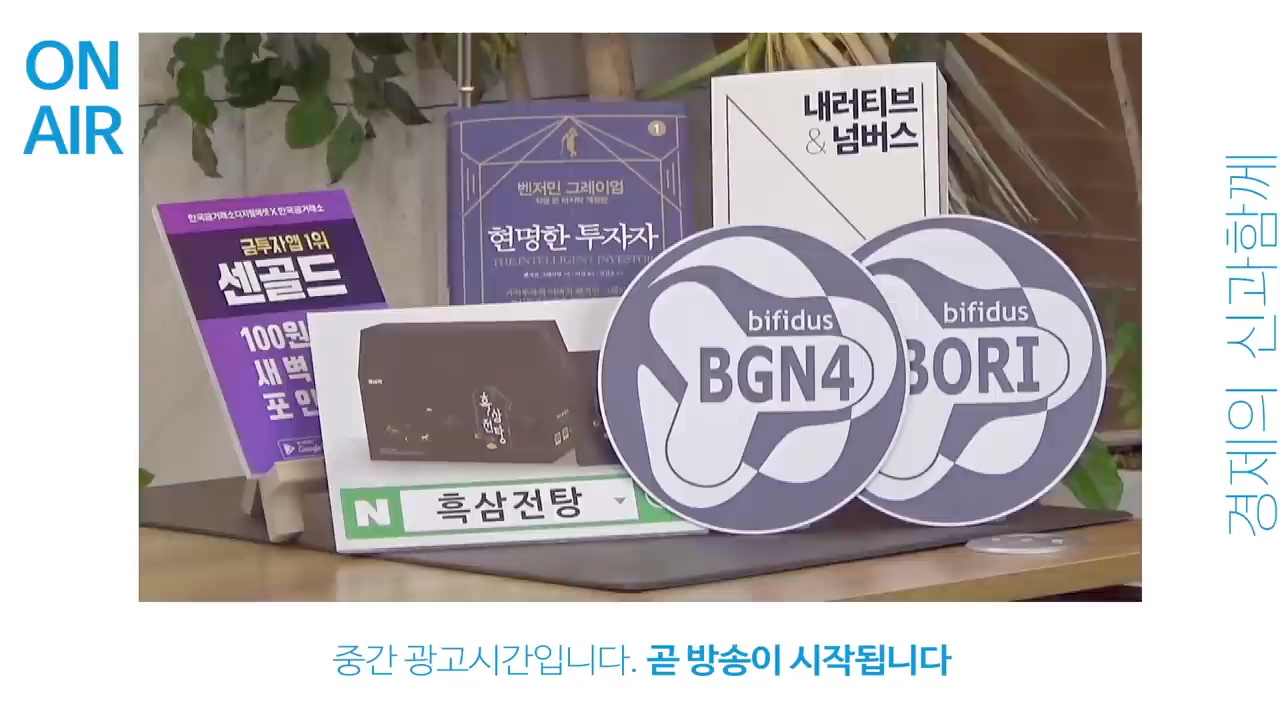 ON
AIR
내러티브
& 넘버스
1
벤저민 그레이엄
현명한 투자자
THE INTELLIGENT INVESTOR
한국금거래소디지털에셋 X 한국금거래소
금투자앱 1위
센골드
100원
새벽
포인
Google
bifidus
BGN4
bifidus
BORI
흑삼
전탕
N 흑삼전탕
경제의 신과함께
중간 광고시간입니다. 곧 방송이 시작됩니다